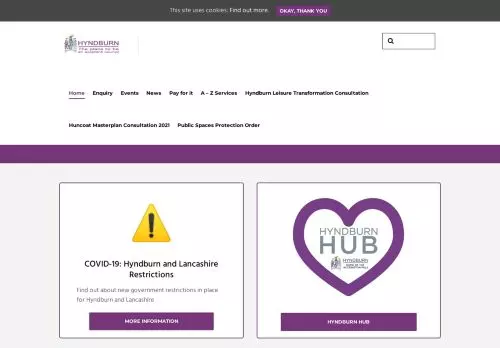 This site uses cookies: Find out more. OKAY, THANK YOU
HYNDBURN
The place to be
Home Enquiry Events News Pay for it A – Z Services Hyndburn Leisure Transformation Consultation
Huncoat Masterplan Consultation 2021 Public Spaces Protection Order
HYNDBURN
HUB
HYNDBURN
COVID-19: Hyndburn and Lancashire
Restrictions
Find out about new government restrictions in place
for Hyndburn and Lancashire
MORE INFORMATION
HYNDBURN HUB